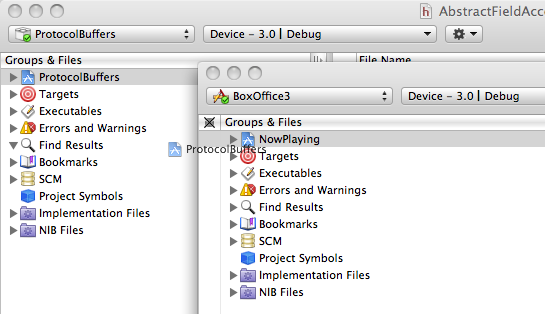 AbstractFieldAcce
ProtocolBuffers
Device - 3.0 | Debug
Groups & Files
File Name
ProtocolBuffers
Targets
Executables
Errors and Warnings
Find Results
Bookmarks
SCM
Project Symbols
Implementation Files
NIB Files
ProtocolBuffers
BoxOffice3
Device - 3.0 | Debug
Groups & Files
NowPlaying
Targets
Executables
Errors and Warnings
Find Results
Bookmarks
SCM
Project Symbols
Implementation Files
NIB Files